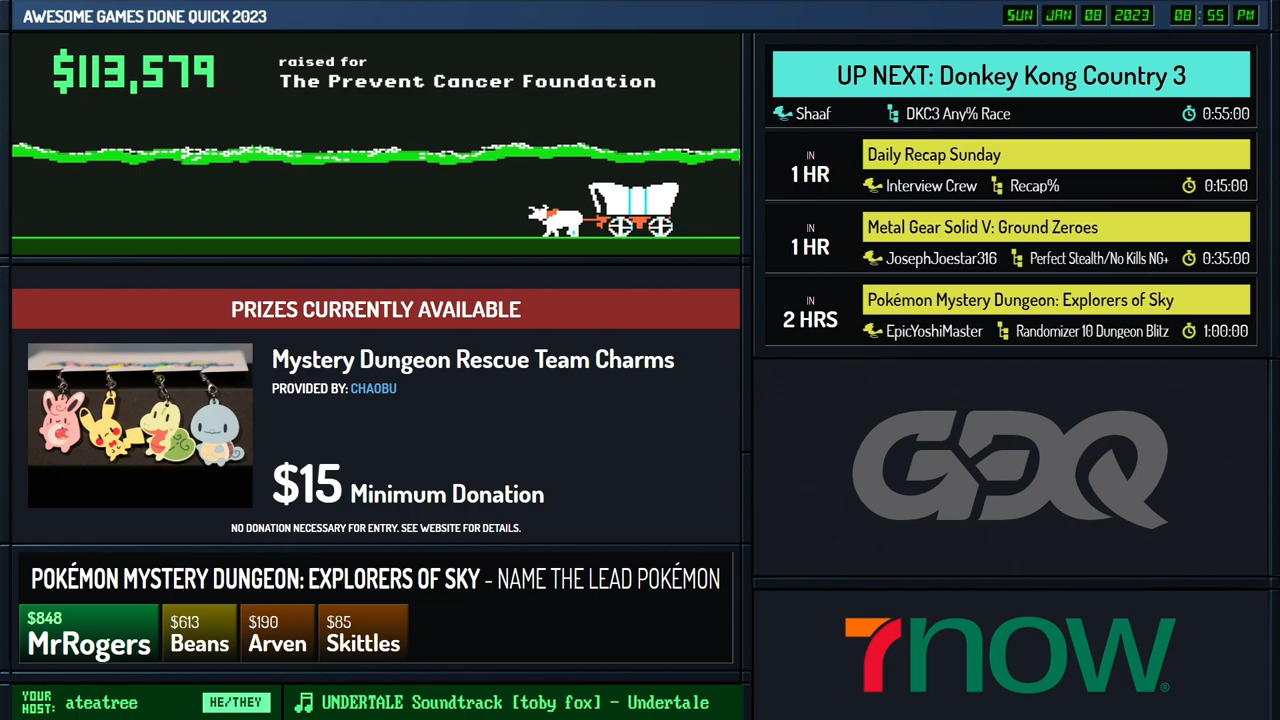 AWESOME GAMES DONE QUICK 2023
SUN JAN 08 2023 08:55 PM
$113,579
raised for
The Prevent Cancer Foundation
UP NEXT: Donkey Kong Country 3
Shaaf DKC3 Any% Race 0:55:00
IN
1 HR
Daily Recap Sunday
Interview Crew Recap% 0:15:00
IN
1 HR
Metal Gear Solid V: Ground Zeroes
JosephJoestar316 Perfect Stealth/No Kills NG+ 0:35:00
IN
2 HRS
Pokémon Mystery Dungeon: Explorers of Sky
EpicYoshiMaster Randomizer 10 Dungeon Blitz 1:00:00
PRIZES CURRENTLY AVAILABLE
Mystery Dungeon Rescue Team Charms
PROVIDED BY: CHAOBU
$15 Minimum Donation
NO DONATION NECESSARY FOR ENTRY. SEE WEBSITE FOR DETAILS.
GDQ
POKÉMON MYSTERY DUNGEON: EXPLORERS OF SKY - NAME THE LEAD POKÉMON
$848
MrRogers
$613
Beans
$190
Arven
$85
Skittles
7NOW®
YOUR
HOST:
ateatree
HE/THEY
UNDERTALE Soundtrack [toby fox] - Undertale